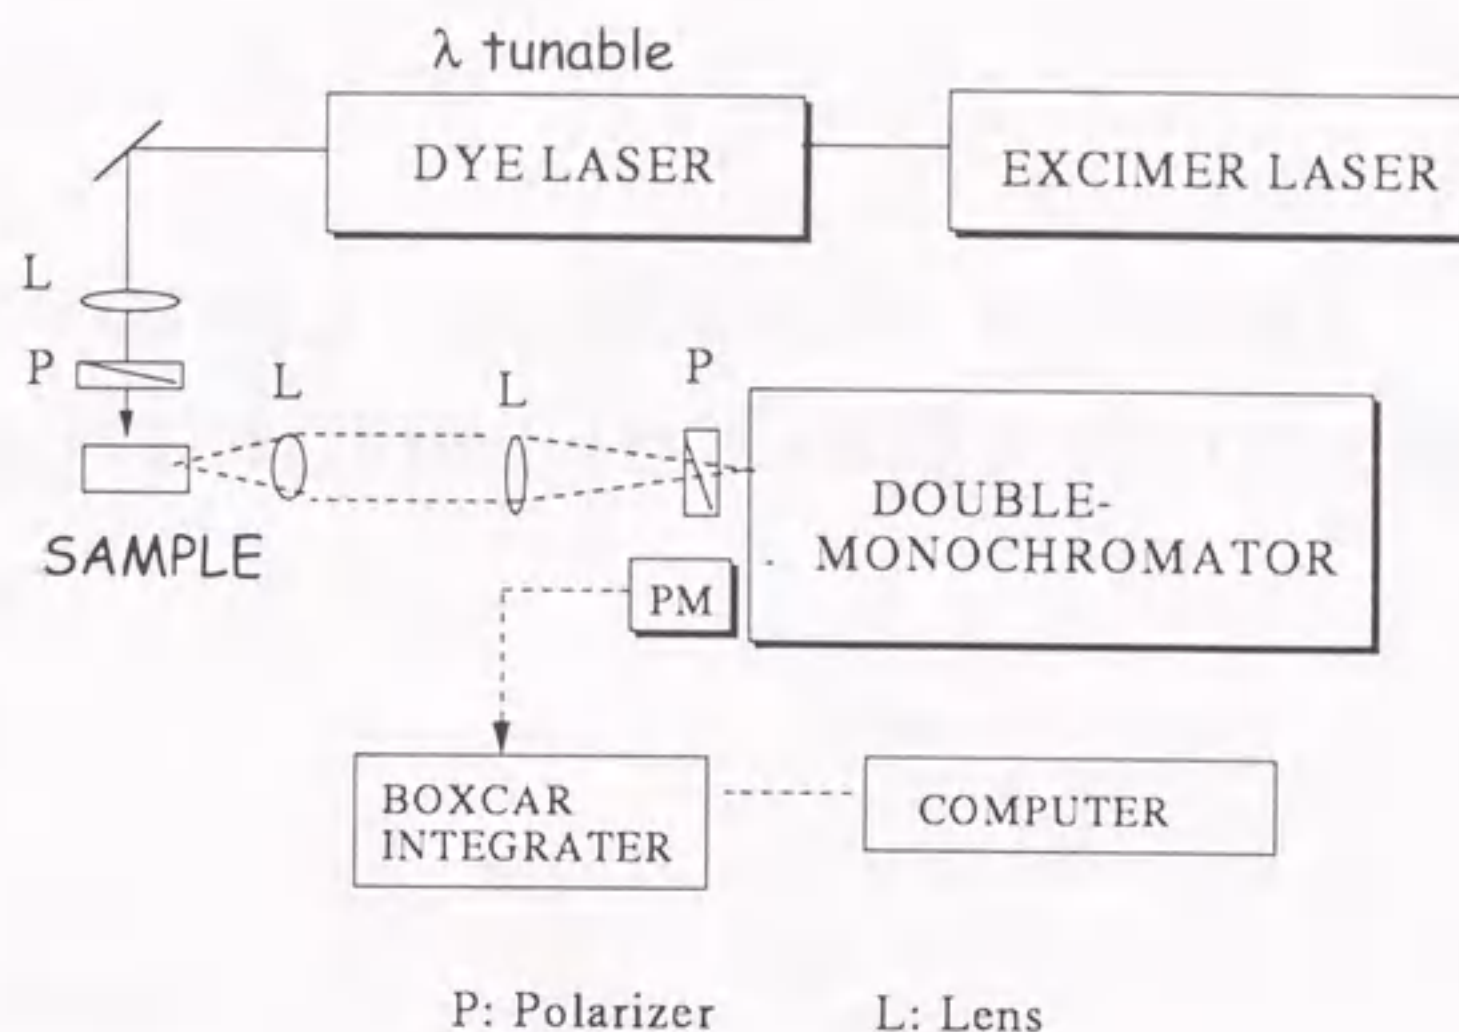 λ tunable
DYE LASER
EXCIMER LASER
L
P
L
L
P
SAMPLE
DOUBLE-
MONOCHROMATOR
PM
BOXCAR
INTEGRATER
COMPUTER
P: Polarizer
L: Lens